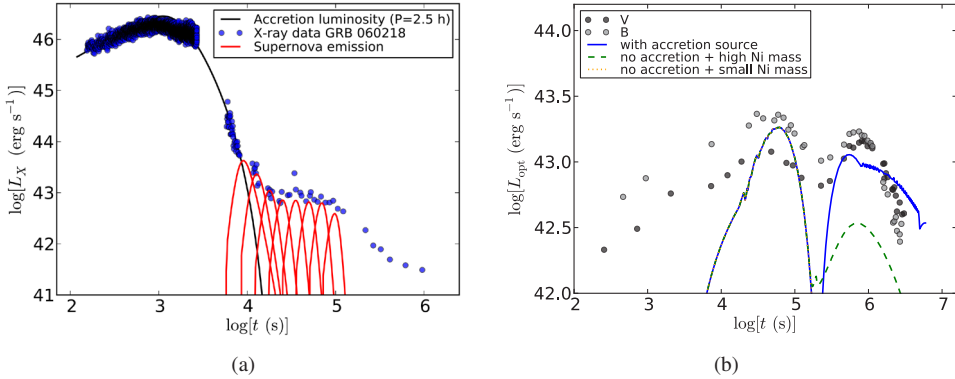 Accretion luminosity (P=2.5 h)
X-ray data GRB 060218
Supernova emission
log[L_X (erg s⁻¹)]
46
45
44
43
42
41
2
3
4
5
6
log[t (s)]
(a)
V
B
with accretion source
no accretion + high Ni mass
no accretion + small Ni mass
log[L_opt (erg s⁻¹)]
44.0
43.5
43.0
42.5
42.0
2
3
4
5
6
7
log[t (s)]
(b)